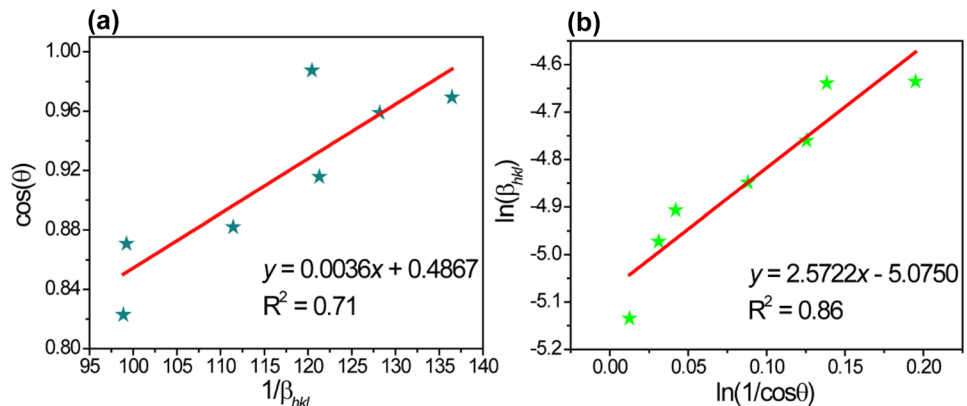 (a)
1.00
0.96
0.92
0.88
0.84
0.80
cos(θ)
y = 0.0036x + 0.4867
R² = 0.71
95 100 105 110 115 120 125 130 135 140
1/βhkl
(b)
-4.6
-4.7
-4.8
-4.9
-5.0
-5.1
-5.2
ln(βhkl)
y = 2.5722x - 5.0750
R² = 0.86
0.00 0.05 0.10 0.15 0.20
ln(1/cosθ)